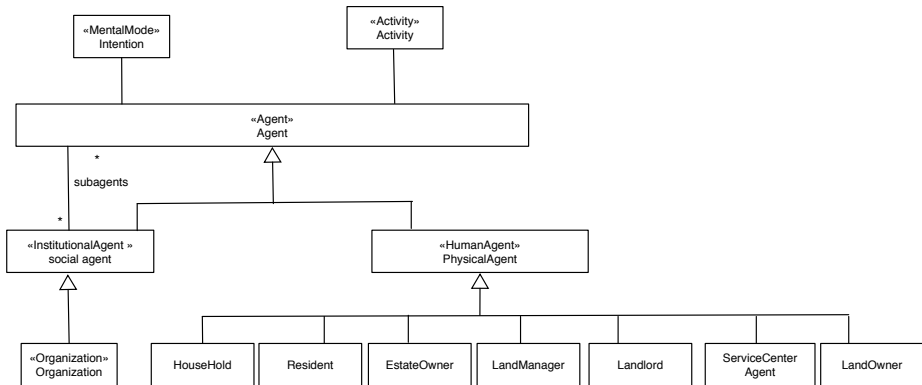 «MentalMode»
Intention
«Activity»
Activity
«Agent»
Agent
*
subagents
*
«InstitutionalAgent »
social agent
«HumanAgent»
PhysicalAgent
«Organization»
Organization
HouseHold
Resident
EstateOwner
LandManager
Landlord
ServiceCenter
Agent
LandOwner